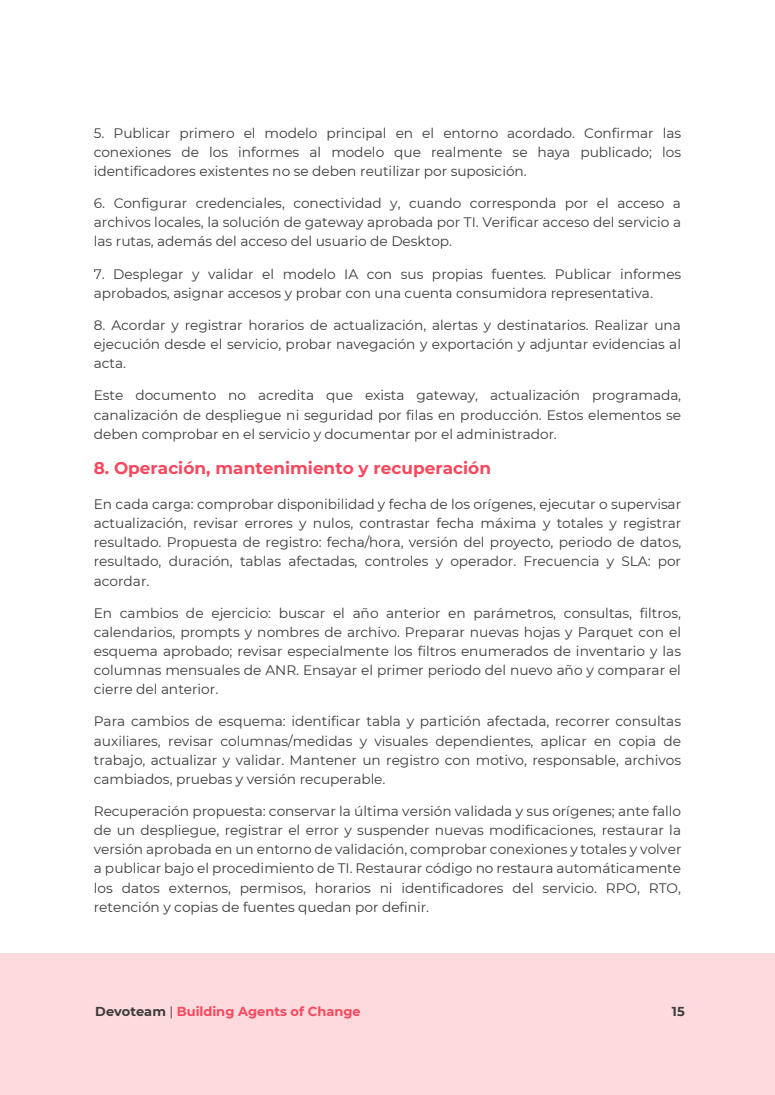 5. Publicar primero el modelo principal en el entorno acordado. Confirmar las
conexiones de los informes al modelo que realmente se haya publicado; los
identificadores existentes no se deben reutilizar por suposición.
6. Configurar credenciales, conectividad y, cuando corresponda por el acceso a
archivos locales, la solución de gateway aprobada por TI. Verificar acceso del servicio a
las rutas, además del acceso del usuario de Desktop.
7. Desplegar y validar el modelo IA con sus propias fuentes. Publicar informes
aprobados, asignar accesos y probar con una cuenta consumidora representativa.
8. Acordar y registrar horarios de actualización, alertas y destinatarios. Realizar una
ejecución desde el servicio, probar navegación y exportación y adjuntar evidencias al
acta.
Este documento no acredita que exista gateway, actualización programada,
canalización de despliegue ni seguridad por filas en producción. Estos elementos se
deben comprobar en el servicio y documentar por el administrador.
8. Operación, mantenimiento y recuperación
En cada carga: comprobar disponibilidad y fecha de los orígenes, ejecutar o supervisar
actualización, revisar errores y nulos, contrastar fecha máxima y totales y registrar
resultado. Propuesta de registro: fecha/hora, versión del proyecto, periodo de datos,
resultado, duración, tablas afectadas, controles y operador. Frecuencia y SLA: por
acordar.
En cambios de ejercicio: buscar el año anterior en parámetros, consultas, filtros,
calendarios, prompts y nombres de archivo. Preparar nuevas hojas y Parquet con el
esquema aprobado; revisar especialmente los filtros enumerados de inventario y las
columnas mensuales de ANR. Ensayar el primer periodo del nuevo año y comparar el
cierre del anterior.
Para cambios de esquema: identificar tabla y partición afectada, recorrer consultas
auxiliares, revisar columnas/medidas y visuales dependientes, aplicar en copia de
trabajo, actualizar y validar. Mantener un registro con motivo, responsable, archivos
cambiados, pruebas y versión recuperable.
Recuperación propuesta: conservar la última versión validada y sus orígenes; ante fallo
de un despliegue, registrar el error y suspender nuevas modificaciones, restaurar la
versión aprobada en un entorno de validación, comprobar conexiones y totales y volver
a publicar bajo el procedimiento de TI. Restaurar código no restaura automáticamente
los datos externos, permisos, horarios ni identificadores del servicio. RPO, RTO,
retención y copias de fuentes quedan por definir.
Devoteam | Building Agents of Change 15